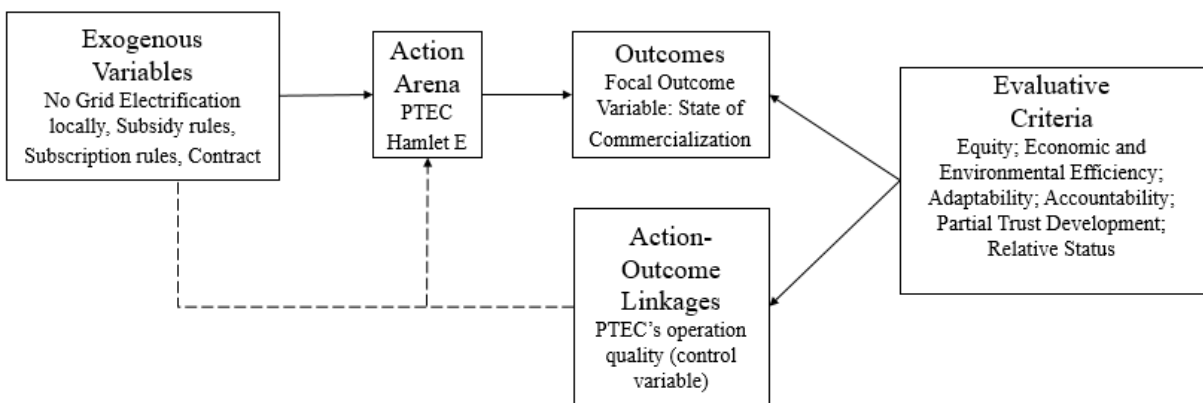 Exogenous
Variables
No Grid Electrification
locally, Subsidy rules,
Subscription rules, Contract
Action
Arena
PTEC
Hamlet E
Outcomes
Focal Outcome
Variable: State of
Commercialization
Action-
Outcome
Linkages
PTEC's operation
quality (control
variable)
Evaluative
Criteria
Equity; Economic and
Environmental Efficiency;
Adaptability; Accountability;
Partial Trust Development;
Relative Status